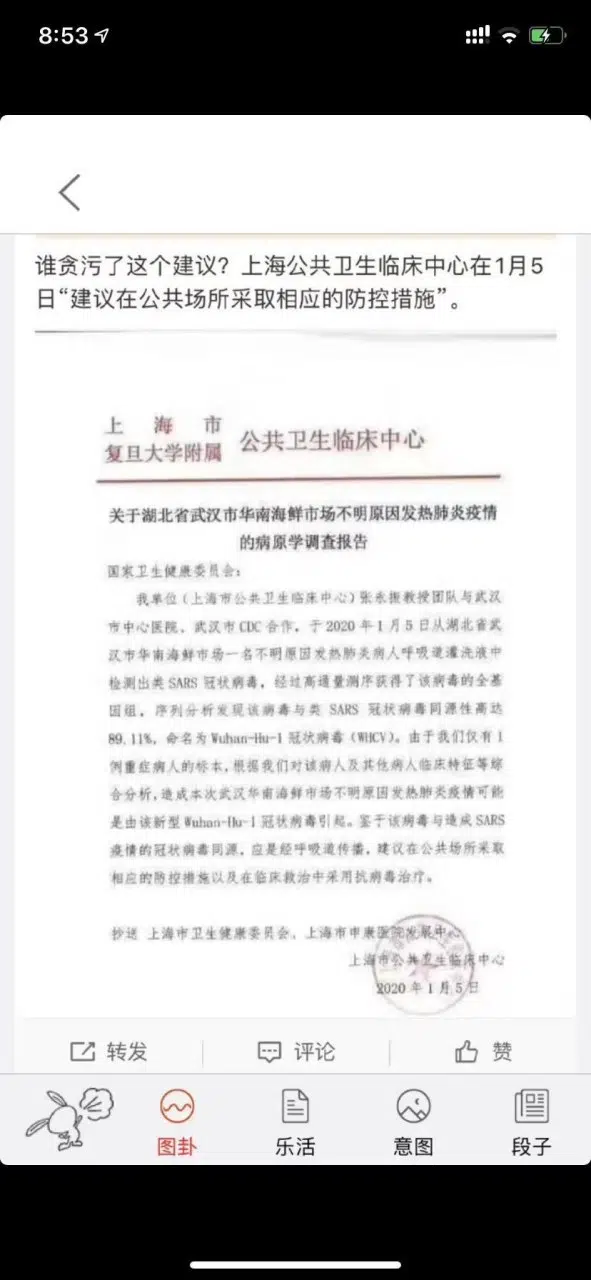 8:53
谁贪污了这个建议？上海公共卫生临床中心在1月5
日“建议在公共场所采取相应的防控措施”。
上海市
复旦大学附属 公共卫生临床中心
关于湖北省武汉市华南海鲜市场不明原因发热肺炎疫情
的病原学调查报告
国家卫生健康委员会：
我单位（上海市公共卫生临床中心）张永振教授团队与武汉
市中心医院、武汉市CDC合作，于2020年1月5日从湖北省武
汉市华南海鲜市场一名不明原因发热肺炎病人呼吸道灌洗液中
检测出类SARS冠状病毒，经过高通量测序获得了该病毒的全基
因组，序列分析发现该病毒与类 SARS 冠状病毒同源性高达
89.11%，命名为Wuhan-Hu-1冠状病毒（WHCV）。由于我们仅有1
例重症病人的标本，根据我们对该病人及其他病人临床特征等综
合分析，造成本次武汉华南海鲜市场不明原因发热肺炎疫情可能
是由该新型Wuhan-Hu-1冠状病毒引起。鉴于该病毒与造成SARS
疫情的冠状病毒同源，应是经呼吸道传播，建议在公共场所采取
相应的防控措施以及在临床救治中采用抗病毒治疗。
抄送 上海市卫生健康委员会、上海市申康医院发展中心
上海市公共卫生临床中心
2020年1月5日
转发 评论 赞
图卦 乐活 意图 段子